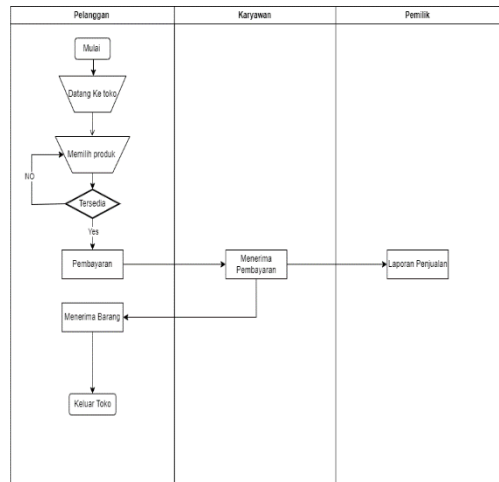 Pelanggan
Karyawan
Pemilik
Mulai
Datang Ke toko
Memilih produk
NO
Tersedia
Yes
Pembayaran
Menerima
Pembayaran
Laporan Penjualan
Menerima Barang
Keluar Toko